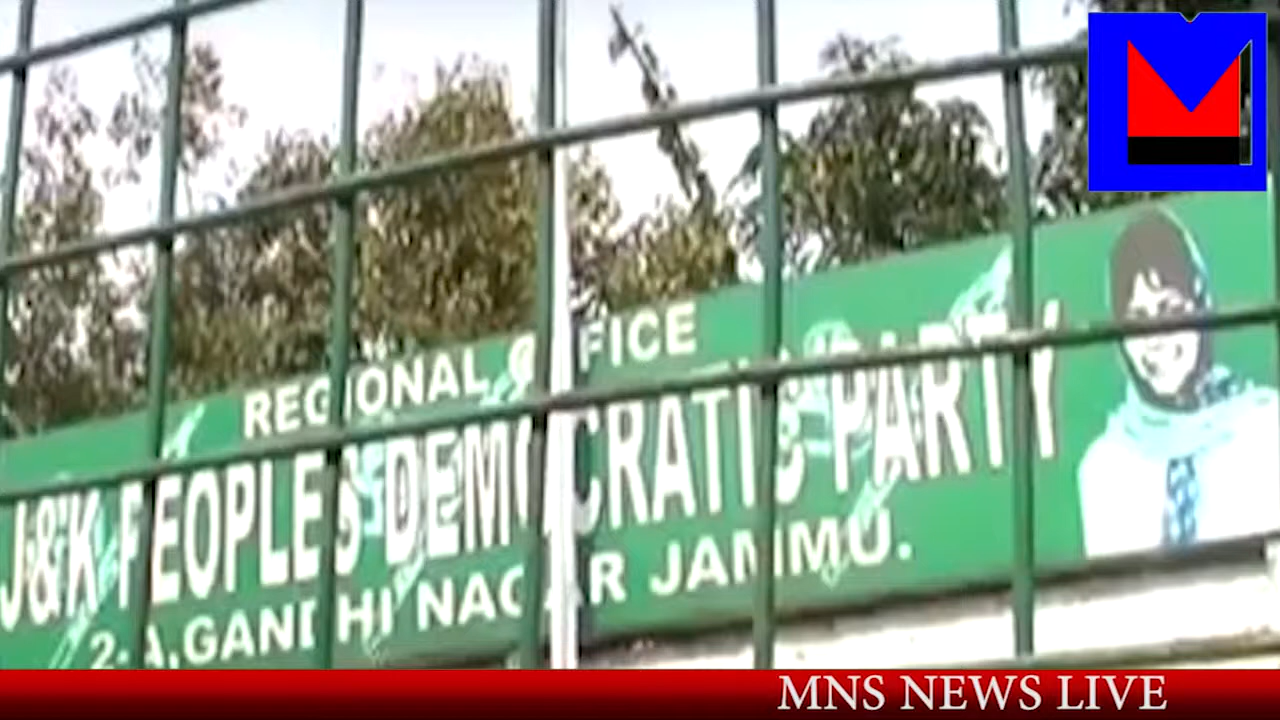 REGIONAL OFFICE
J&K PEOPLES DEMOCRATIC PARTY
2-A, GANDHI NAGAR JAMMU.
MNS NEWS LIVE